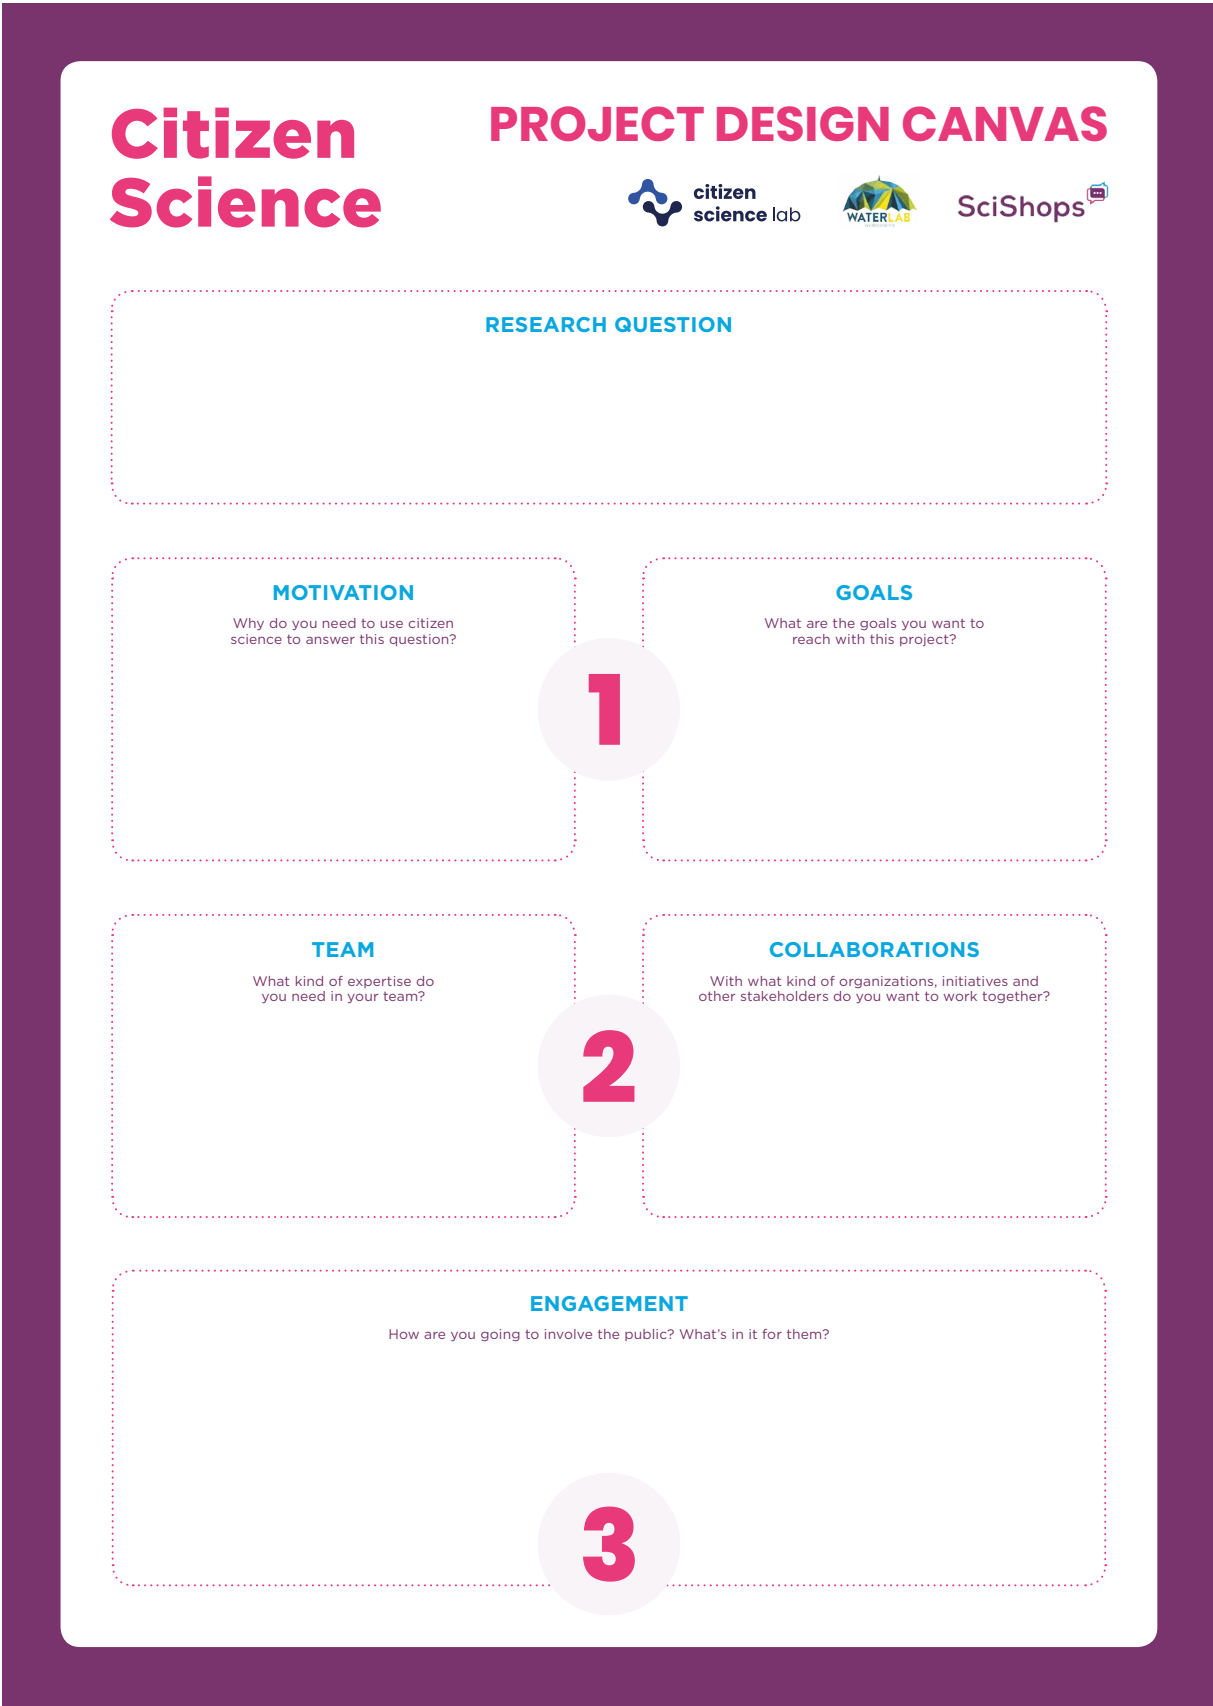 Citizen
Science
PROJECT DESIGN CANVAS
citizen
science lab
WATERLAB
SciShops
RESEARCH QUESTION
MOTIVATION
Why do you need to use citizen
science to answer this question?
GOALS
What are the goals you want to
reach with this project?
1
TEAM
What kind of expertise do
you need in your team?
COLLABORATIONS
With what kind of organizations, initiatives and
other stakeholders do you want to work together?
2
ENGAGEMENT
How are you going to involve the public? What’s in it for them?
3